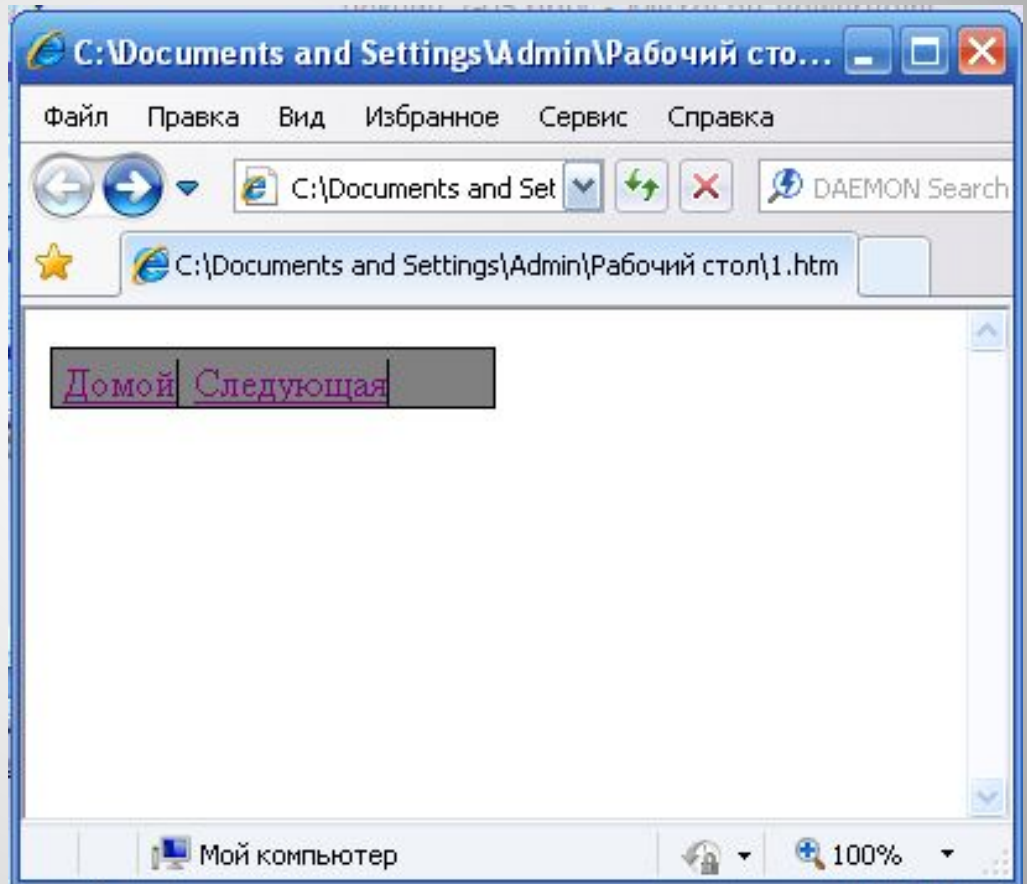 C:\Documents and Settings\Admin\Рабочий сто...
Файл Правка Вид Избранное Сервис Справка
C:\Documents and Set DAEMON Search
C:\Documents and Settings\Admin\Рабочий стол\1.htm
Домой Следующая
Мой компьютер 100%